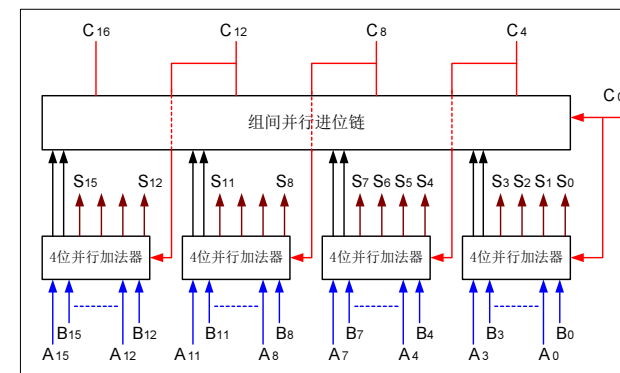 C16 C12 C8 C4
C0
组间并行进位链
S15 S12 S11 S8 S7 S6 S5 S4 S3 S2 S1 S0
4位并行加法器 4位并行加法器 4位并行加法器 4位并行加法器
B15 B12 B11 B8 B7 B4 B3 B0
A15 A12 A11 A8 A7 A4 A3 A0